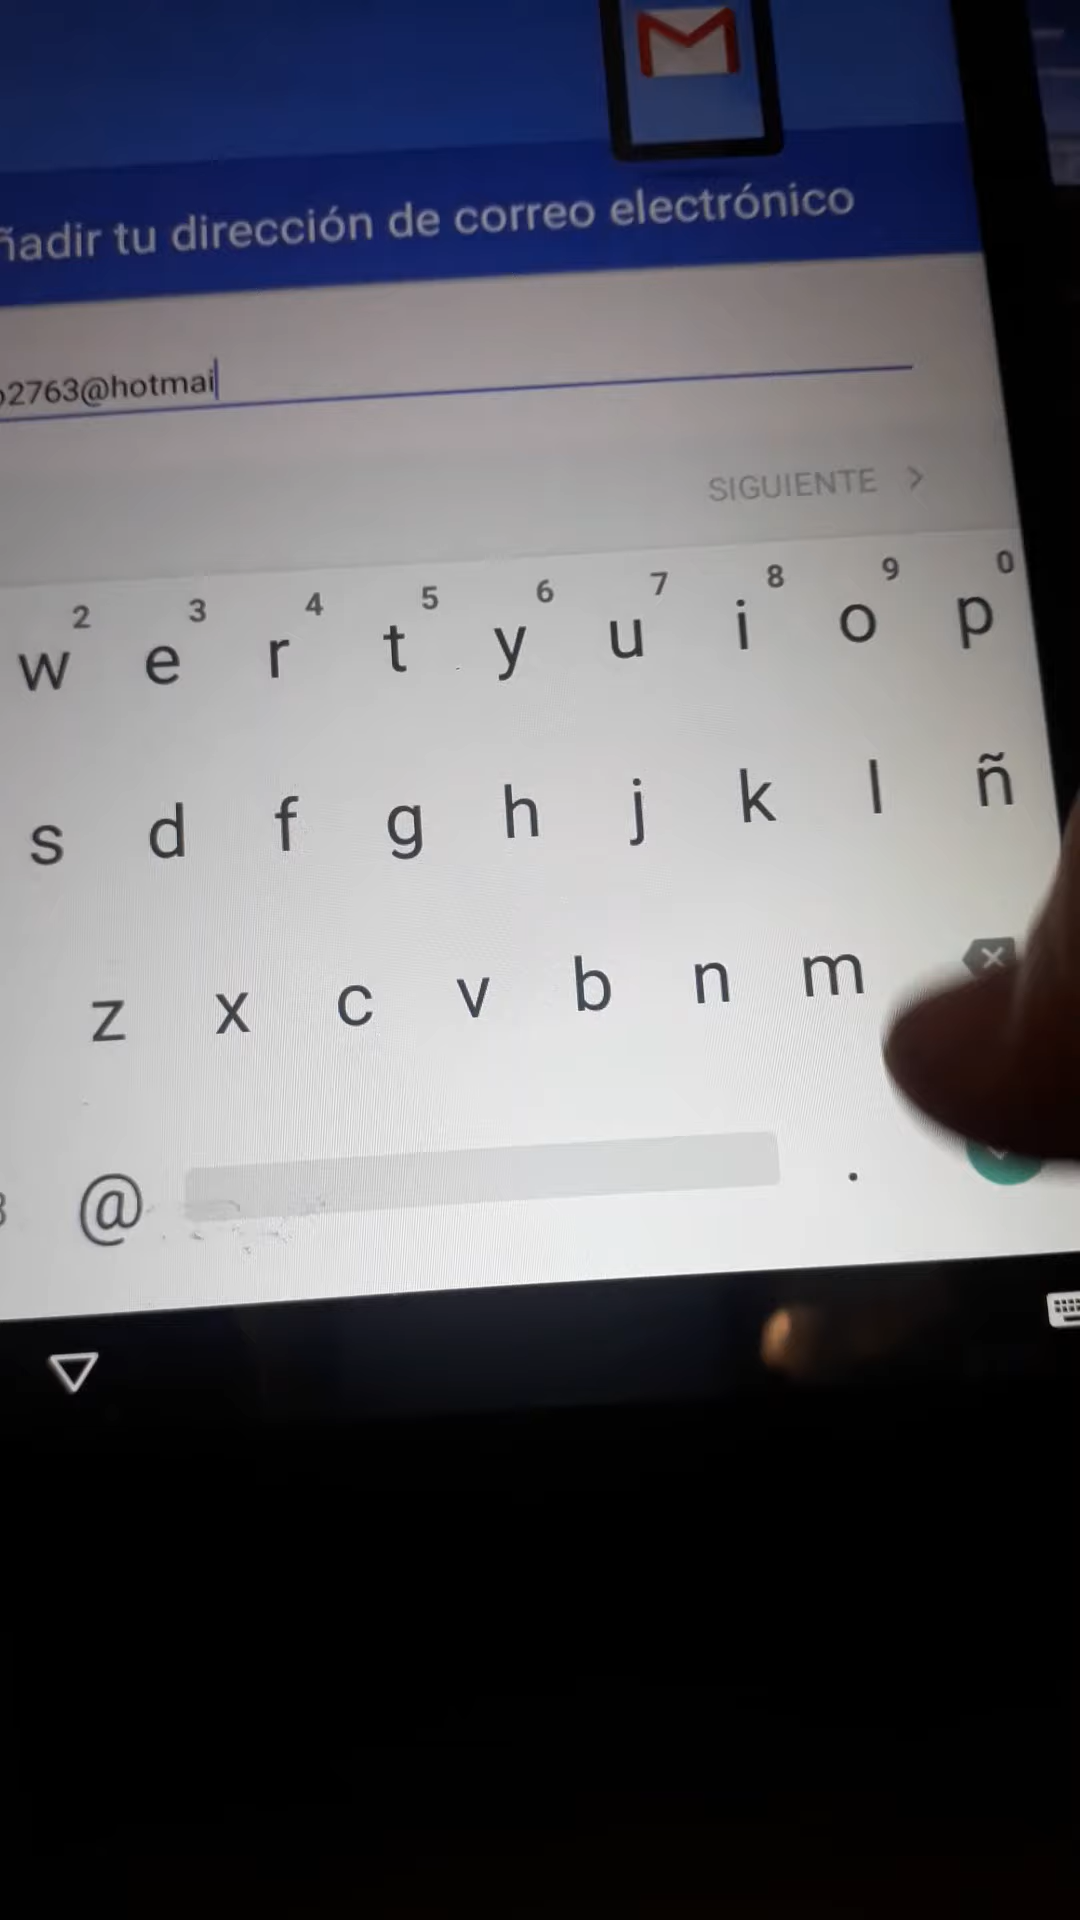 ñadir tu dirección de correo electrónico
2763@hotmai
SIGUIENTE >
2 3 4 5 6 7 8 9 0
w e r t y u i o p
s d f g h j k l ñ
z x c v b n m
@ .